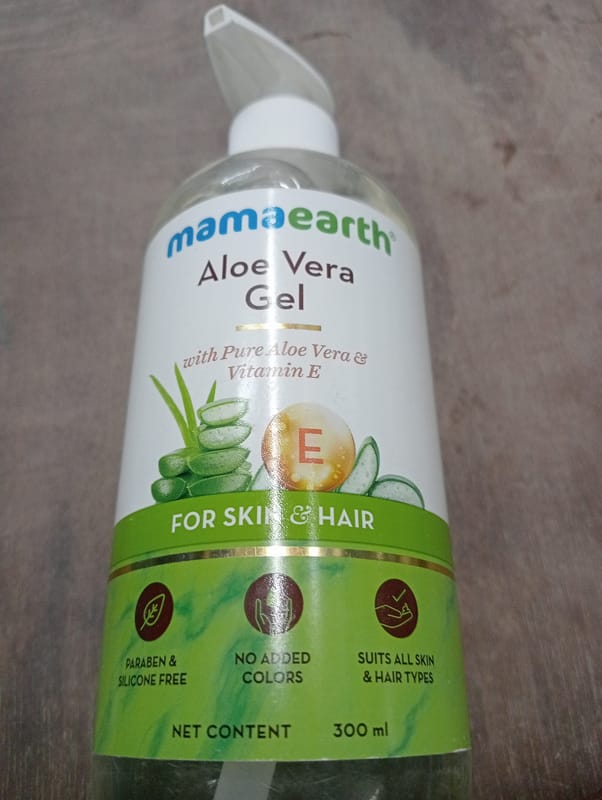 mamaearth®
Aloe Vera
Gel
with Pure Aloe Vera &
Vitamin E
E
FOR SKIN & HAIR
PARABEN &
SILICONE FREE
NO ADDED
COLORS
SUITS ALL SKIN
& HAIR TYPES
NET CONTENT 300 ml